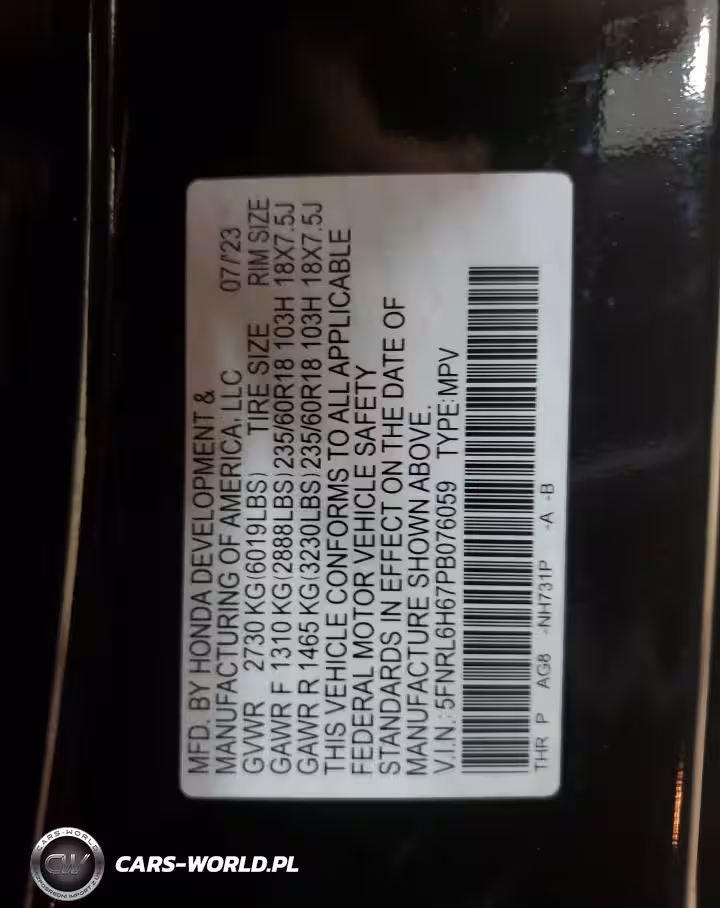 MFD. BY HONDA DEVELOPMENT &
MANUFACTURING OF AMERICA, LLC 07/'23
GVWR 2730 KG(6019LBS) TIRE SIZE RIM SIZE
GAWR F 1310 KG(2888LBS)235/60R18 103H 18X7.5J
GAWR R 1465 KG(3230LBS)235/60R18 103H 18X7.5J
THIS VEHICLE CONFORMS TO ALL APPLICABLE
FEDERAL MOTOR VEHICLE SAFETY
STANDARDS IN EFFECT ON THE DATE OF
MANUFACTURE SHOWN ABOVE.
V.I.N.: 5FNRL6H67PB076059 TYPE:MPV
THR P AG8 -NH731P -A -B
CARS-WORLD
CW
CARS-WORLD.PL